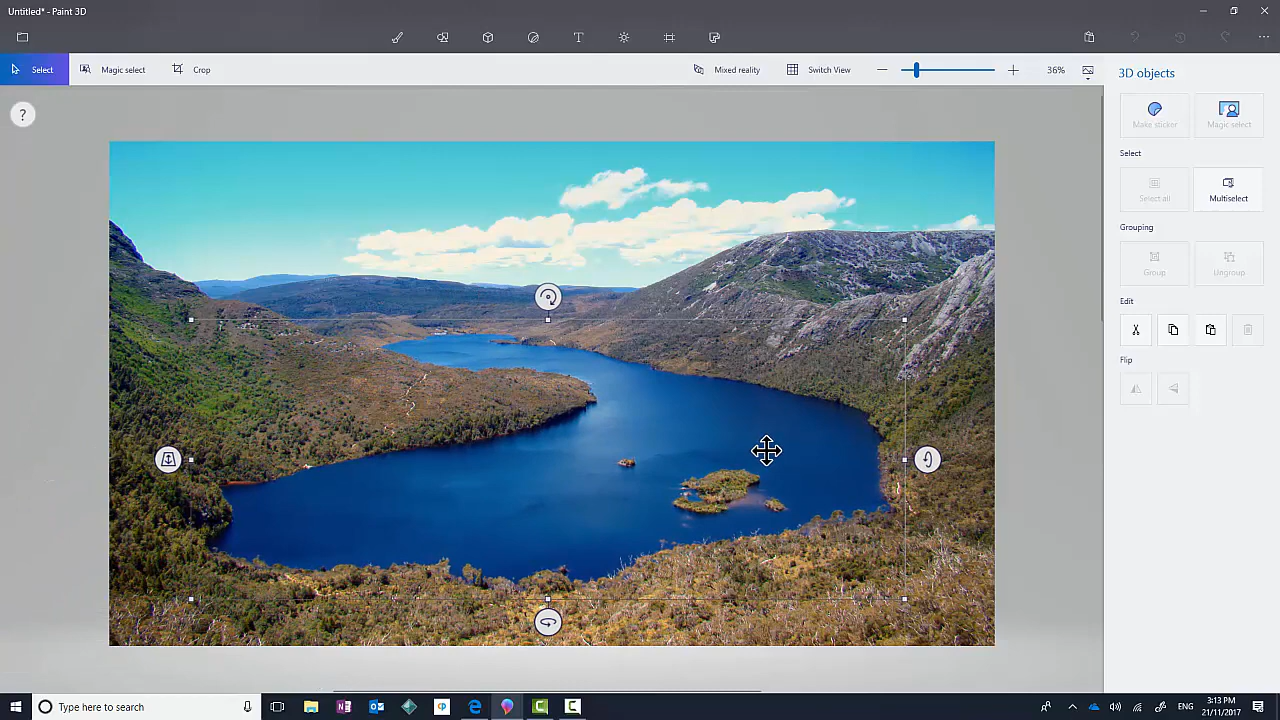 Untitled* - Paint 3D
Select Magic select Crop Mixed reality Switch View 36%
?
3D objects
Make sticker Magic select
Select
Select all Multiselect
Grouping
Group Ungroup
Edit
Flip
Type here to search
ENG
3:13 PM
21/11/2017